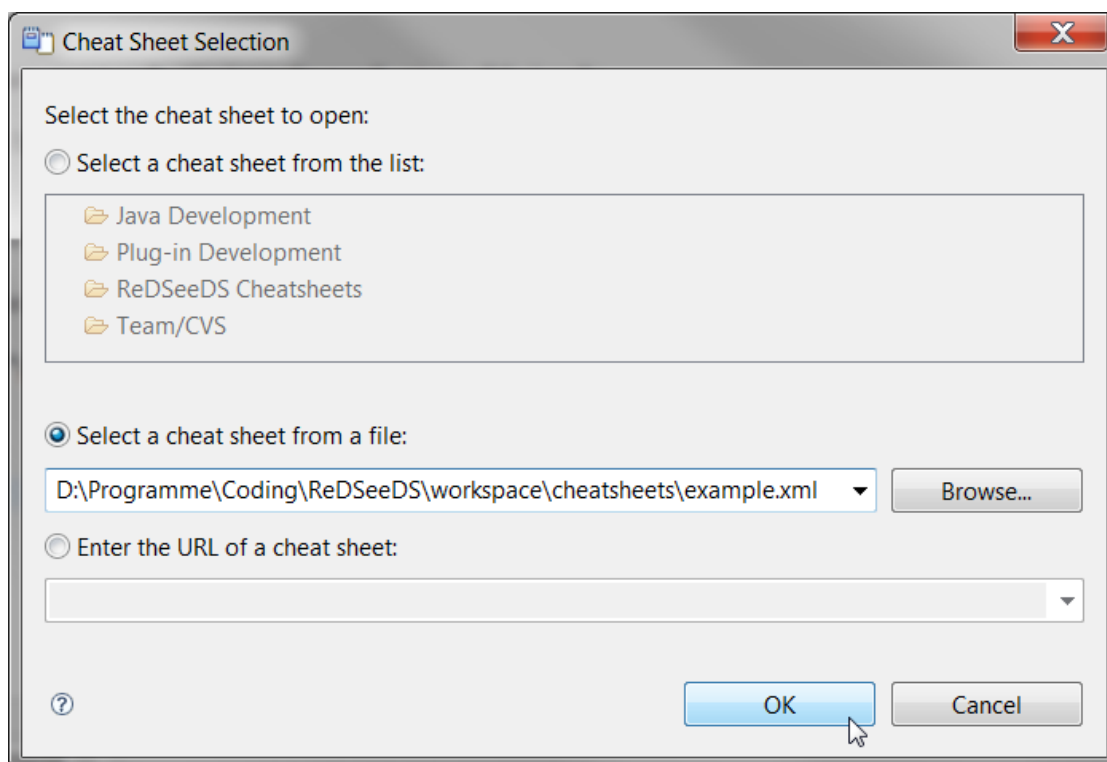 Cheat Sheet Selection
Select the cheat sheet to open:
Select a cheat sheet from the list:
Java Development
Plug-in Development
ReDSeeDS Cheatsheets
Team/CVS
Select a cheat sheet from a file:
D:\Programme\Coding\ReDSeeDS\workspace\cheatsheets\example.xml
Browse...
Enter the URL of a cheat sheet:
OK
Cancel